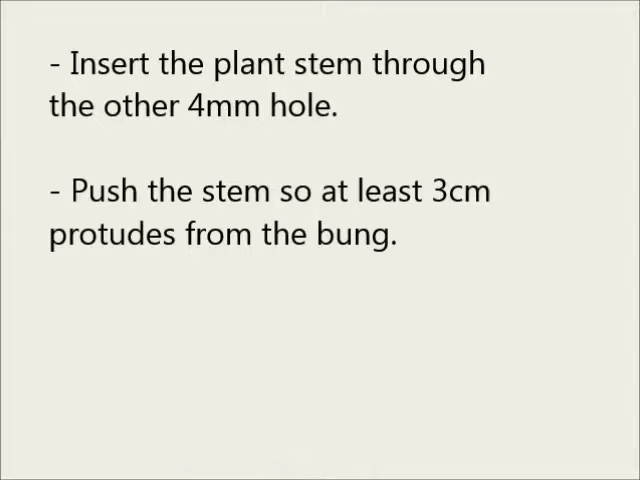 - Insert the plant stem through
the other 4mm hole.
- Push the stem so at least 3cm
protudes from the bung.